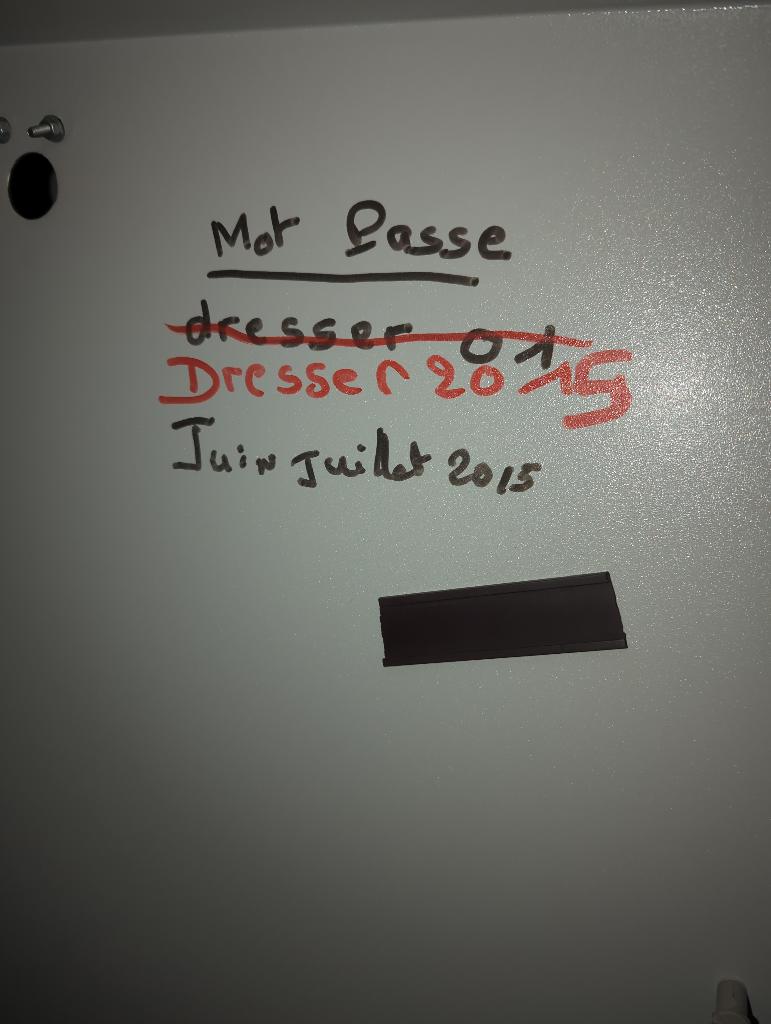 Mot Passe
dresser 01
Dresser 2015
Juin Juillet 2015